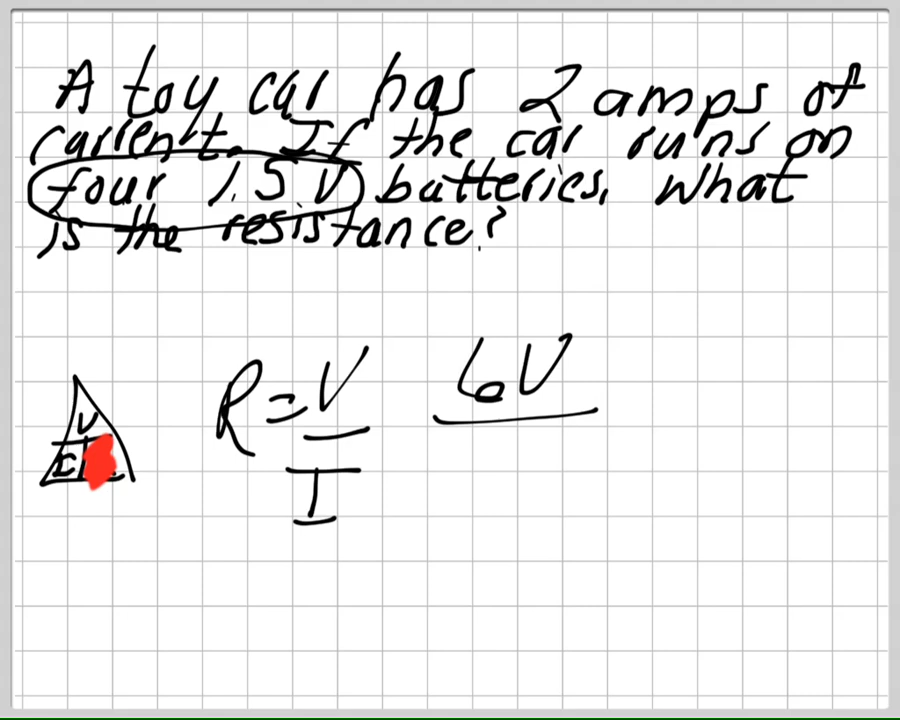 A toy car has 2 amps of
current. If the car runs on
four 1.5 V batteries, what
is the resistance?
R = V 6V
V
I
I